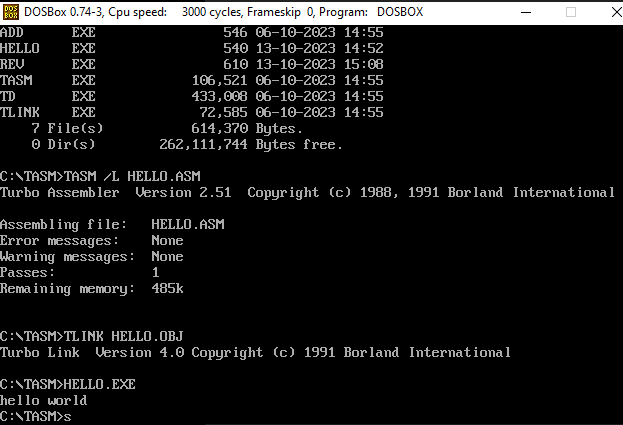 DOSBox 0.74-3, Cpu speed: 3000 cycles, Frameskip 0, Program: DOSBOX
ADD EXE 546 06-10-2023 14:55
HELLO EXE 540 13-10-2023 14:52
REV EXE 610 13-10-2023 15:08
TASM EXE 106,521 06-10-2023 14:55
TD EXE 433,008 06-10-2023 14:55
TLINK EXE 72,585 06-10-2023 14:55
7 File(s) 614,370 Bytes.
0 Dir(s) 262,111,744 Bytes free.
C:\TASM>TASM /L HELLO.ASM
Turbo Assembler Version 2.51 Copyright (c) 1988, 1991 Borland International
Assembling file: HELLO.ASM
Error messages: None
Warning messages: None
Passes: 1
Remaining memory: 485k
C:\TASM>TLINK HELLO.OBJ
Turbo Link Version 4.0 Copyright (c) 1991 Borland International
C:\TASM>HELLO.EXE
hello world
C:\TASM>s